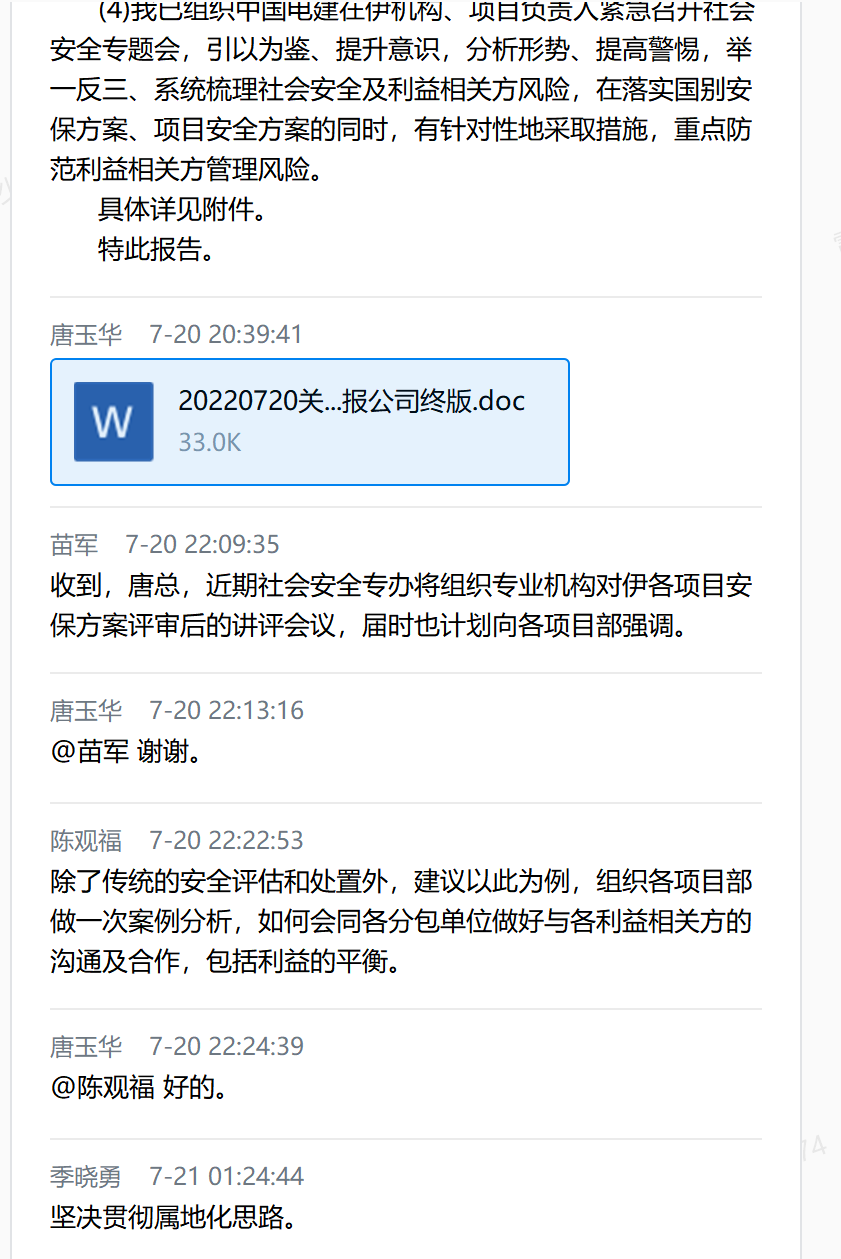 (4)我已组织中国电建在伊机构、项目负责人紧急召开社会
安全专题会，引以为鉴、提升意识，分析形势、提高警惕，举
一反三、系统梳理社会安全及利益相关方风险，在落实国别安
保方案、项目安全方案的同时，有针对性地采取措施，重点防
范利益相关方管理风险。
具体详见附件。
特此报告。
唐玉华 7-20 20:39:41
W
20220720关...报公司终版.doc
33.0K
苗军 7-20 22:09:35
收到，唐总，近期社会安全专办将组织专业机构对伊各项目安
保方案评审后的讲评会议，届时也计划向各项目部强调。
唐玉华 7-20 22:13:16
@苗军 谢谢。
陈观福 7-20 22:22:53
除了传统的安全评估和处置外，建议以此为例，组织各项目部
做一次案例分析，如何会同各分包单位做好与各利益相关方的
沟通及合作，包括利益的平衡。
唐玉华 7-20 22:24:39
@陈观福 好的。
季晓勇 7-21 01:24:44
坚决贯彻属地化思路。